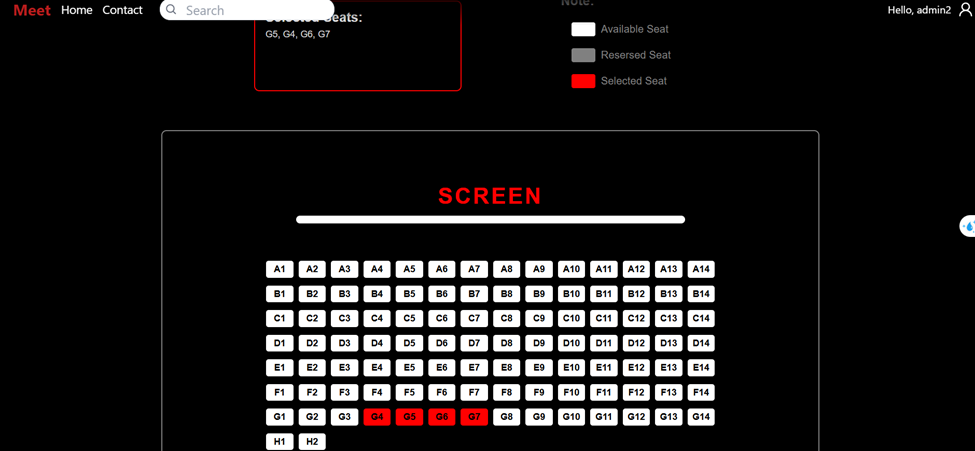 Meet Home Contact Search Hello, admin2
Selected Seats:
G5, G4, G6, G7
Note:
Available Seat
Resersed Seat
Selected Seat
SCREEN
A1 A2 A3 A4 A5 A6 A7 A8 A9 A10 A11 A12 A13 A14
B1 B2 B3 B4 B5 B6 B7 B8 B9 B10 B11 B12 B13 B14
C1 C2 C3 C4 C5 C6 C7 C8 C9 C10 C11 C12 C13 C14
D1 D2 D3 D4 D5 D6 D7 D8 D9 D10 D11 D12 D13 D14
E1 E2 E3 E4 E5 E6 E7 E8 E9 E10 E11 E12 E13 E14
F1 F2 F3 F4 F5 F6 F7 F8 F9 F10 F11 F12 F13 F14
G1 G2 G3 G4 G5 G6 G7 G8 G9 G10 G11 G12 G13 G14
H1 H2